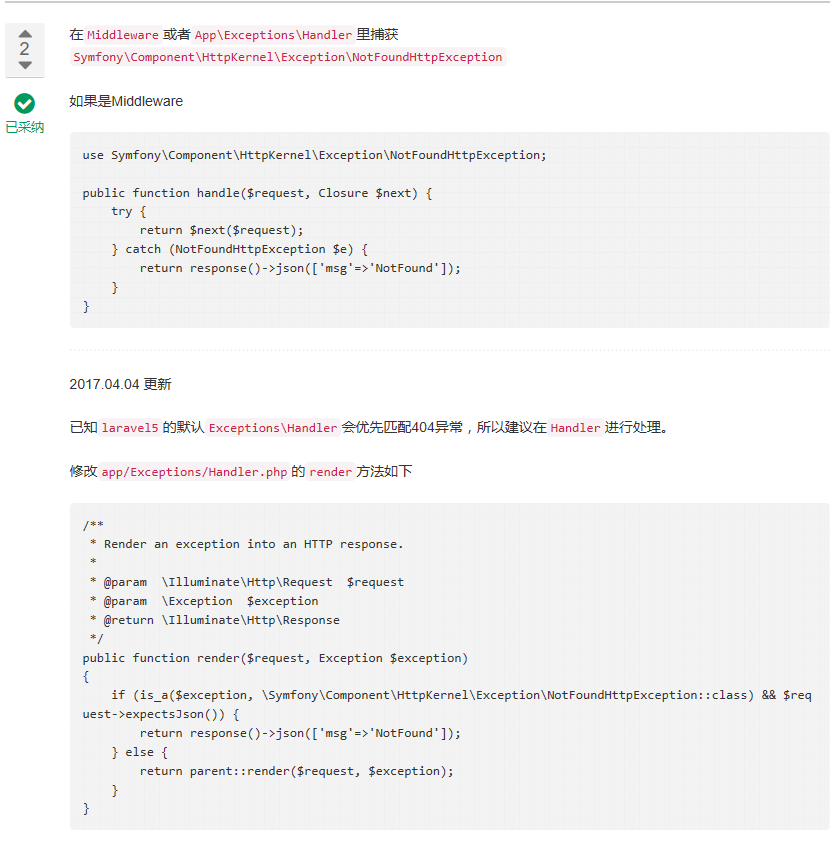 2
已采纳
在 Middleware 或者 App\Exceptions\Handler 里捕获
Symfony\Component\HttpKernel\Exception\NotFoundHttpException
如果是Middleware
use Symfony\Component\HttpKernel\Exception\NotFoundHttpException;
public function handle($request, Closure $next) {
    try {
        return $next($request);
    } catch (NotFoundHttpException $e) {
        return response()->json(['msg'=>'NotFound']);
    }
}
2017.04.04 更新
已知 laravel5 的默认 Exceptions\Handler 会优先匹配404异常，所以建议在 Handler 进行处理。
修改 app/Exceptions/Handler.php 的 render 方法如下
/**
 * Render an exception into an HTTP response.
 *
 * @param  \Illuminate\Http\Request  $request
 * @param  \Exception  $exception
 * @return \Illuminate\Http\Response
 */
public function render($request, Exception $exception)
{
    if (is_a($exception, \Symfony\Component\HttpKernel\Exception\NotFoundHttpException::class) && $req
uest->expectsJson()) {
        return response()->json(['msg'=>'NotFound']);
    } else {
        return parent::render($request, $exception);
    }
}